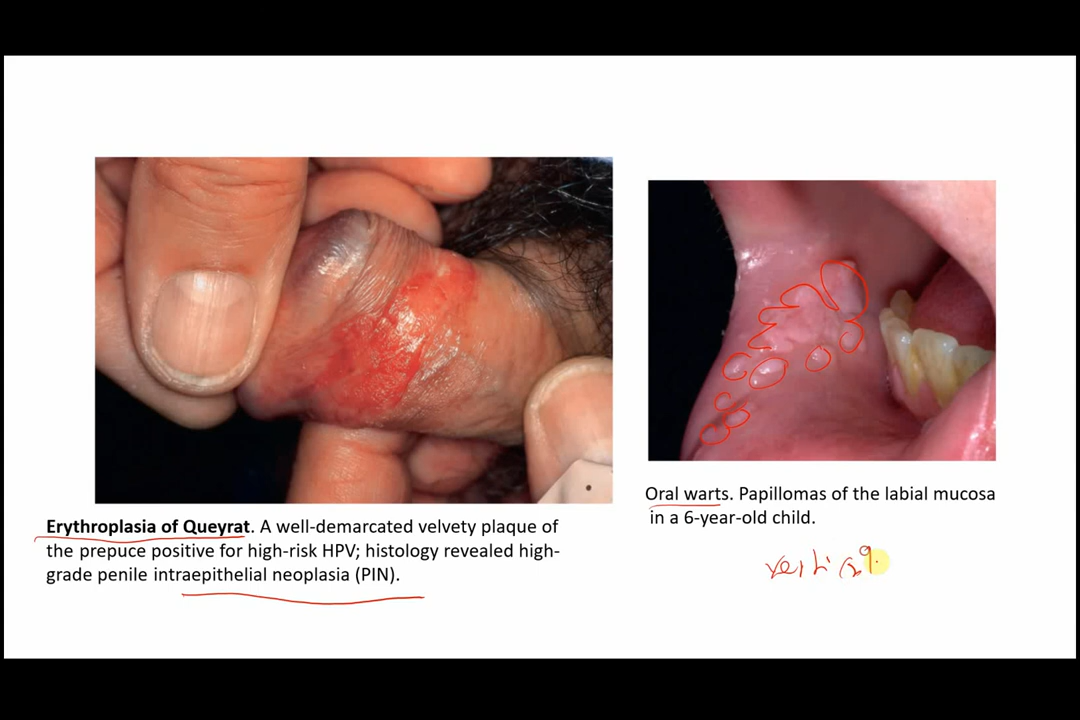 Erythroplasia of Queyrat. A well-demarcated velvety plaque of
the prepuce positive for high-risk HPV; histology revealed high-
grade penile intraepithelial neoplasia (PIN).
Oral warts. Papillomas of the labial mucosa
in a 6-year-old child.